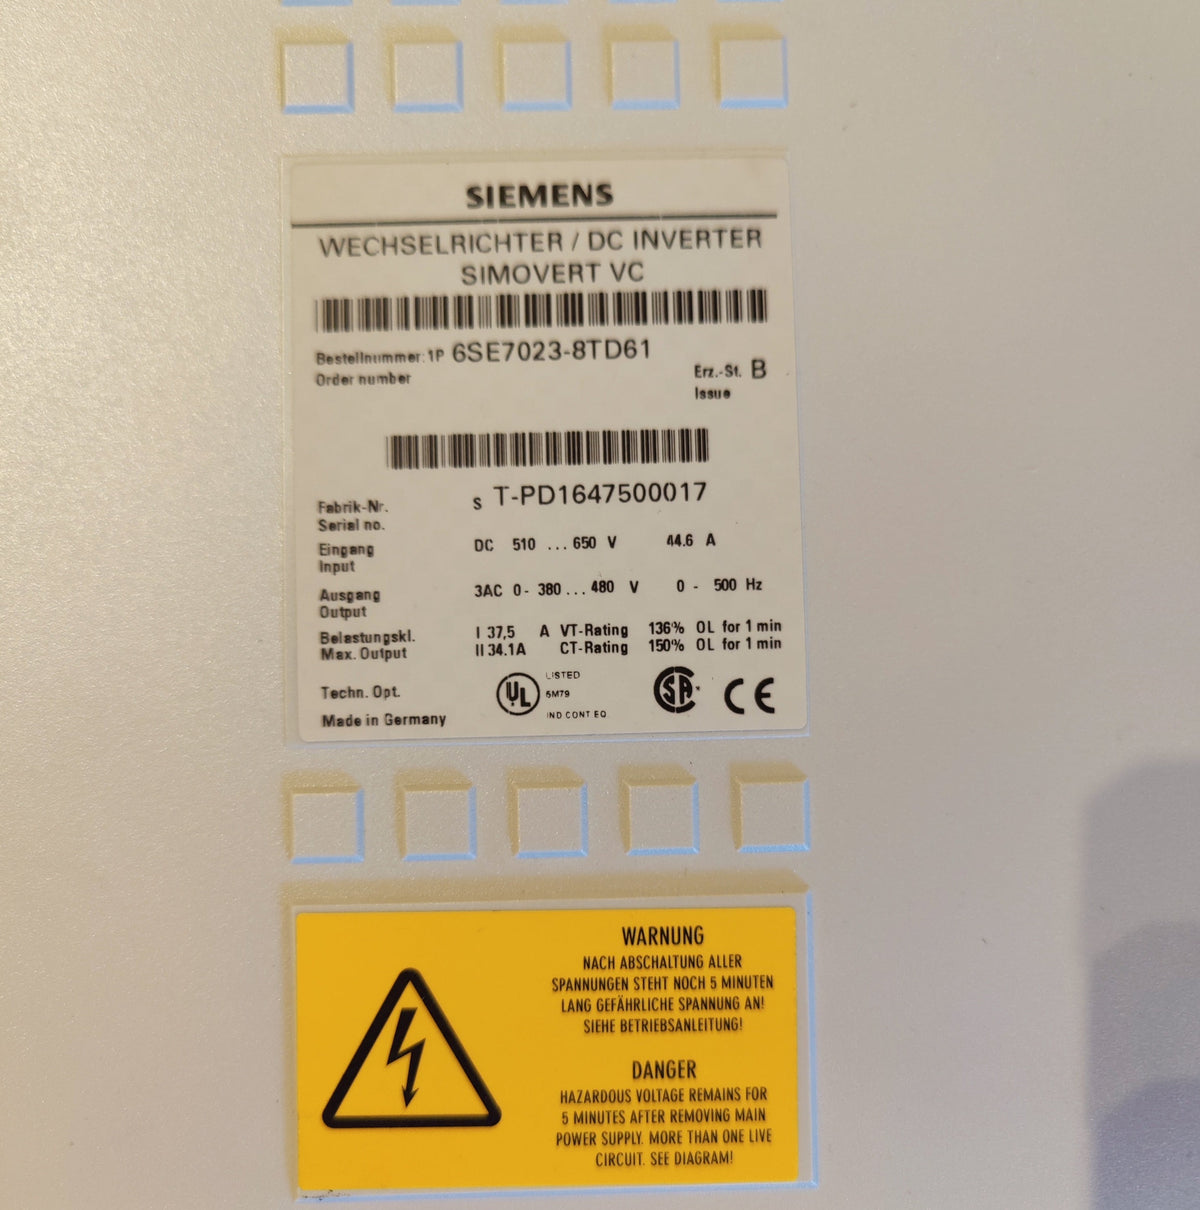 SIEMENS
WECHSELRICHTER / DC INVERTER
SIMOVERT VC
Bestellnummer: 1P 6SE7023-8TD61
Order number
Erz.-St. B
Issue
Fabrik-Nr. S T-PD1647500017
Serial no.
Eingang DC 510 ... 650 V 44.6 A
Input
Ausgang 3AC 0- 380 ... 480 V 0 - 500 Hz
Output
Belastungskl. I 37,5 A VT-Rating 136% OL for 1 min
Max. Output II 34.1A CT-Rating 150% OL for 1 min
Techn. Opt.
Made in Germany
UL
LISTED
5M79
IND CONT EQ
SA
CE
WARNUNG
NACH ABSCHALTUNG ALLER
SPANNUNGEN STEHT NOCH 5 MINUTEN
LANG GEFÄHRLICHE SPANNUNG AN!
SIEHE BETRIEBSANLEITUNG!
DANGER
HAZARDOUS VOLTAGE REMAINS FOR
5 MINUTES AFTER REMOVING MAIN
POWER SUPPLY. MORE THAN ONE LIVE
CIRCUIT. SEE DIAGRAM!